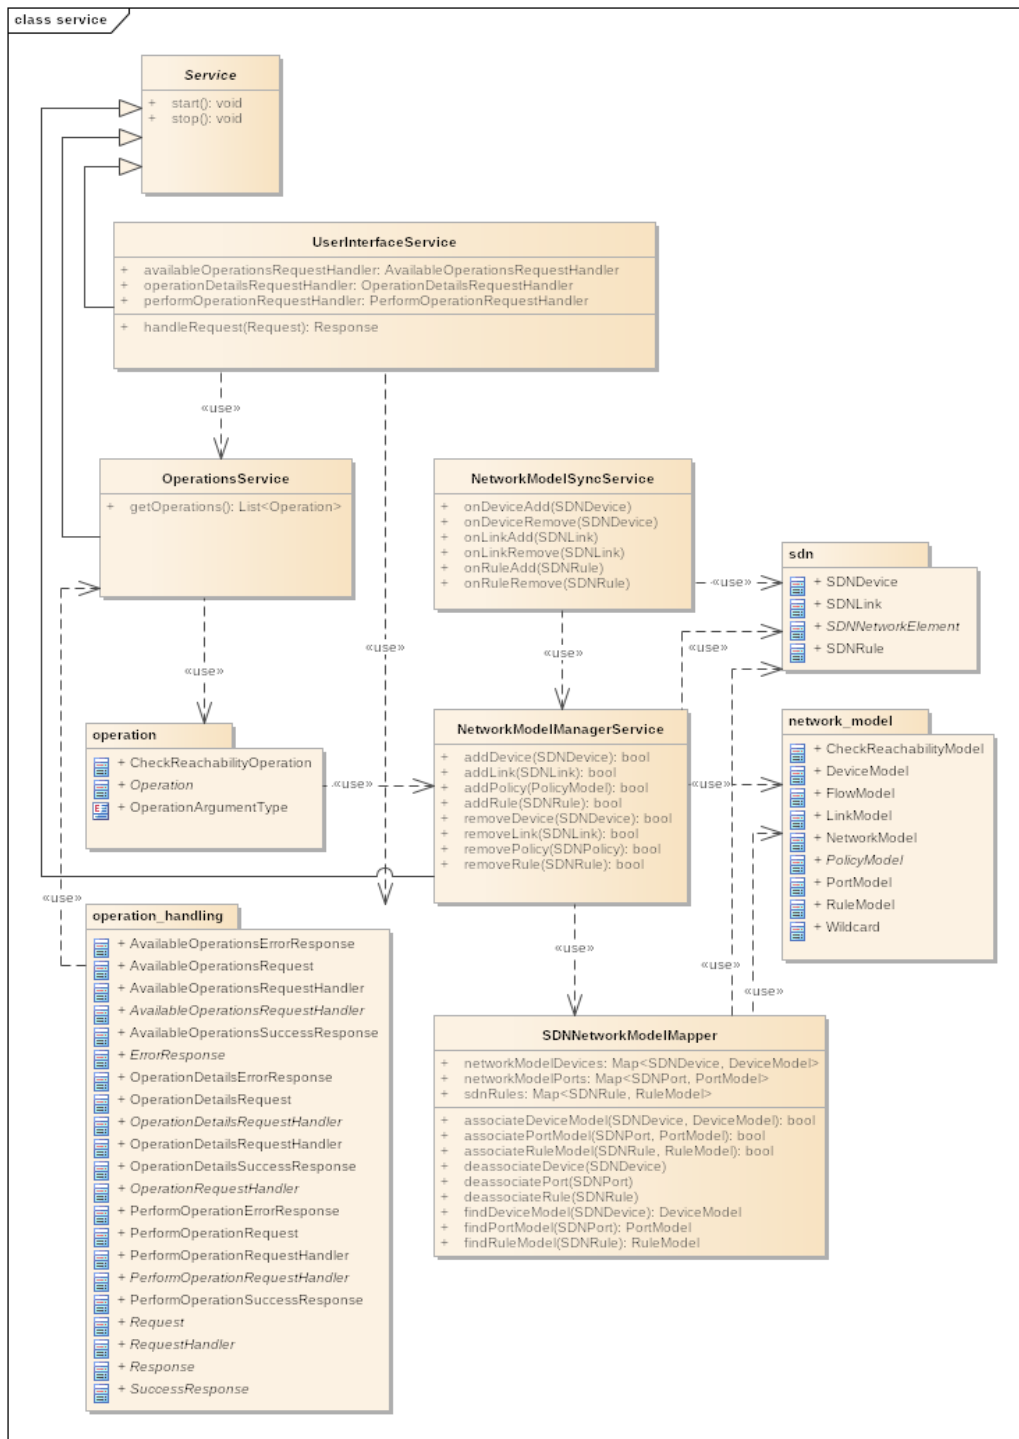 class service
Service
+ start(): void
+ stop(): void
UserInterfaceService
+ availableOperationsRequestHandler: AvailableOperationsRequestHandler
+ operationDetailsRequestHandler: OperationDetailsRequestHandler
+ performOperationRequestHandler: PerformOperationRequestHandler
+ handleRequest(Request): Response
«use»
OperationsService
+ getOperations(): List<Operation>
NetworkModelSyncService
+ onDeviceAdd(SDNDevice)
+ onDeviceRemove(SDNDevice)
+ onLinkAdd(SDNLink)
+ onLinkRemove(SDNLink)
+ onRuleAdd(SDNRule)
+ onRuleRemove(SDNRule)
«use»
sdn
+ SDNDevice
+ SDNLink
+ SDNNetworkElement
+ SDNRule
«use»
«use»
«use»
«use»
operation
+ CheckReachabilityOperation
+ Operation
+ OperationArgumentType
«use»
NetworkModelManagerService
+ addDevice(SDNDevice): bool
+ addLink(SDNLink): bool
+ addPolicy(PolicyModel): bool
+ addRule(SDNRule): bool
+ removeDevice(SDNDevice): bool
+ removeLink(SDNLink): bool
+ removePolicy(SDNPolicy): bool
+ removeRule(SDNRule): bool
«use»
network_model
+ CheckReachabilityModel
+ DeviceModel
+ FlowModel
+ LinkModel
+ NetworkModel
+ PolicyModel
+ PortModel
+ RuleModel
+ Wildcard
«use»
«use»
«use»
«use»
operation_handling
+ AvailableOperationsErrorResponse
+ AvailableOperationsRequest
+ AvailableOperationsRequestHandler
+ AvailableOperationsRequestHandler
+ AvailableOperationsSuccessResponse
+ ErrorResponse
+ OperationDetailsErrorResponse
+ OperationDetailsRequest
+ OperationDetailsRequestHandler
+ OperationDetailsRequestHandler
+ OperationDetailsSuccessResponse
+ OperationRequestHandler
+ PerformOperationErrorResponse
+ PerformOperationRequest
+ PerformOperationRequestHandler
+ PerformOperationRequestHandler
+ PerformOperationSuccessResponse
+ Request
+ RequestHandler
+ Response
+ SuccessResponse
SDNNetworkModelMapper
+ networkModelDevices: Map<SDNDevice, DeviceModel>
+ networkModelPorts: Map<SDNPort, PortModel>
+ sdnRules: Map<SDNRule, RuleModel>
+ associateDeviceModel(SDNDevice, DeviceModel): bool
+ associatePortModel(SDNPort, PortModel): bool
+ associateRuleModel(SDNRule, RuleModel): bool
+ deassociateDevice(SDNDevice)
+ deassociatePort(SDNPort)
+ deassociateRule(SDNRule)
+ findDeviceModel(SDNDevice): DeviceModel
+ findPortModel(SDNPort): PortModel
+ findRuleModel(SDNRule): RuleModel